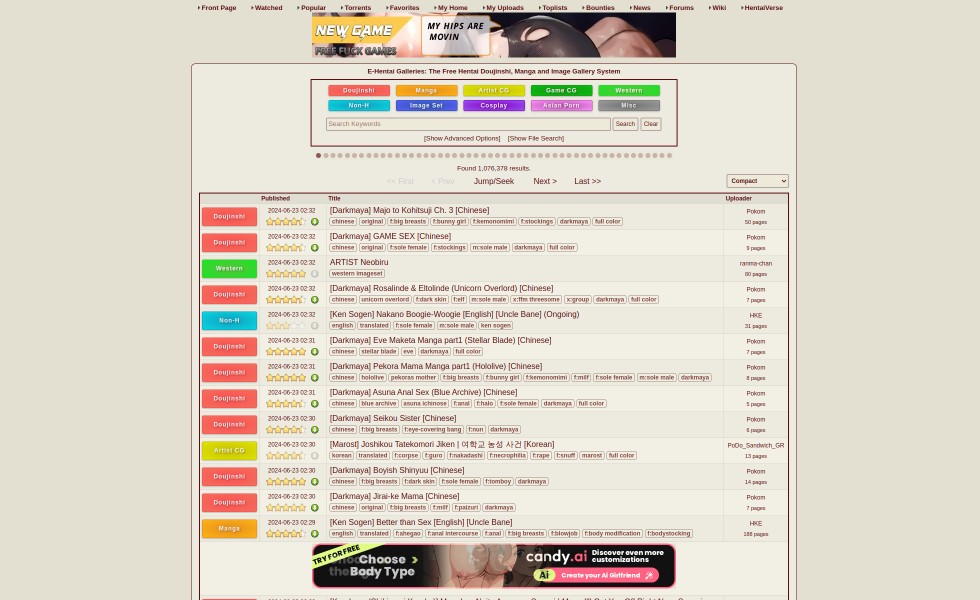 Front Page Watched Popular Torrents Favorites My Home My Uploads Toplists Bounties News Forums Wiki HentaiVerse
NEW GAME
FREE FUCK GAMES
MY HIPS ARE
MOVIN
E-Hentai Galleries: The Free Hentai Doujinshi, Manga and Image Gallery System
Doujinshi Manga Artist CG Game CG Western
Non-H Image Set Cosplay Asian Porn Misc
Search Keywords Search Clear
[Show Advanced Options] [Show File Search]
Found 1,076,378 results.
<< First < Prev Jump/Seek Next > Last >> Compact
Published Title Uploader
Doujinshi 2024-06-23 02:32 [Darkmaya] Majo to Kohitsuji Ch. 3 [Chinese] Pokom
chinese original f:big breasts f:bunny girl f:kemonomimi f:stockings darkmaya full color 50 pages
Doujinshi 2024-06-23 02:32 [Darkmaya] GAME SEX [Chinese] Pokom
chinese original f:sole female f:stockings m:sole male darkmaya full color 9 pages
Western 2024-06-23 02:32 ARTIST Neobiru ranma-chan
western imageset 80 pages
Doujinshi 2024-06-23 02:32 [Darkmaya] Rosalinde & Eltolinde (Unicorn Overlord) [Chinese] Pokom
chinese unicorn overlord f:dark skin f:elf m:sole male x:ffm threesome x:group darkmaya full color 7 pages
Non-H 2024-06-23 02:32 [Ken Sogen] Nakano Boogie-Woogie [English] [Uncle Bane] (Ongoing) HKE
english translated f:sole female m:sole male ken sogen 31 pages
Doujinshi 2024-06-23 02:31 [Darkmaya] Eve Maketa Manga part1 (Stellar Blade) [Chinese] Pokom
chinese stellar blade eve darkmaya full color 7 pages
Doujinshi 2024-06-23 02:31 [Darkmaya] Pekora Mama Manga part1 (Hololive) [Chinese] Pokom
chinese hololive pekoras mother f:big breasts f:bunny girl f:kemonomimi f:milf f:sole female m:sole male darkmaya 8 pages
Doujinshi 2024-06-23 02:31 [Darkmaya] Asuna Anal Sex (Blue Archive) [Chinese] Pokom
chinese blue archive asuna ichinose f:anal f:halo f:sole female darkmaya full color 5 pages
Doujinshi 2024-06-23 02:30 [Darkmaya] Seikou Sister [Chinese] Pokom
chinese f:big breasts f:eye-covering bang f:nun darkmaya 6 pages
Artist CG 2024-06-23 02:30 [Marost] Joshikou Tatekomori Jiken | 여학교 농성 사건 [Korean] PoDo_Sandwich_GR
korean translated f:corpse f:guro f:nakadashi f:necrophilia f:rape f:snuff marost full color 13 pages
Doujinshi 2024-06-23 02:30 [Darkmaya] Boyish Shinyuu [Chinese] Pokom
chinese f:big breasts f:dark skin f:sole female f:tomboy darkmaya 14 pages
Doujinshi 2024-06-23 02:30 [Darkmaya] Jirai-ke Mama [Chinese] Pokom
chinese original f:big breasts f:milf f:paizuri darkmaya 7 pages
Manga 2024-06-23 02:29 [Ken Sogen] Better than Sex [English] [Uncle Bane] HKE
english translated f:ahegao f:anal intercourse f:anal f:big breasts f:blowjob f:body modification f:bodystocking 188 pages
TRY FOR FREE
Choose >
Body Type
candy.ai
Discover even more
customizations
Ai Create your AI Girlfriend